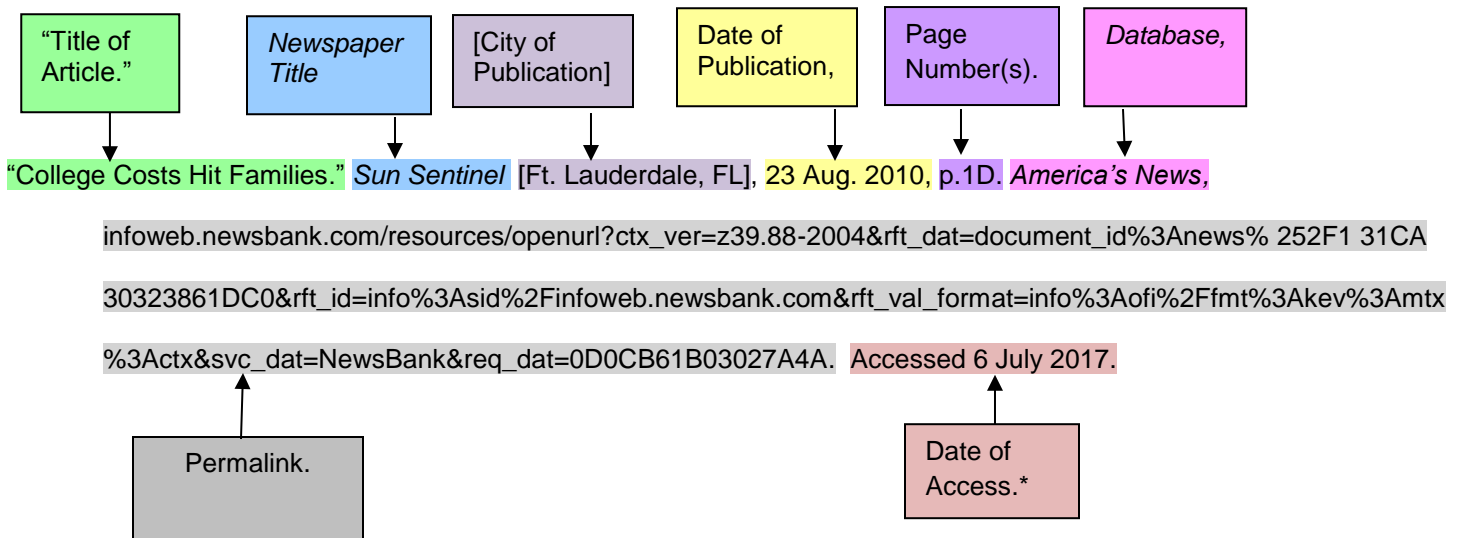 “Title of
Article.”
Newspaper
Title
[City of
Publication]
Date of
Publication,
Page
Number(s).
Database,
“College Costs Hit Families.” Sun Sentinel [Ft. Lauderdale, FL], 23 Aug. 2010, p.1D. America’s News,
infoweb.newsbank.com/resources/openurl?ctx_ver=z39.88-2004&rft_dat=document_id%3Anews% 252F1 31CA
30323861DC0&rft_id=info%3Asid%2Finfoweb.newsbank.com&rft_val_format=info%3Aofi%2Ffmt%3Akev%3Amtx
%3Actx&svc_dat=NewsBank&req_dat=0D0CB61B03027A4A. Accessed 6 July 2017.
Permalink.
Date of
Access.*